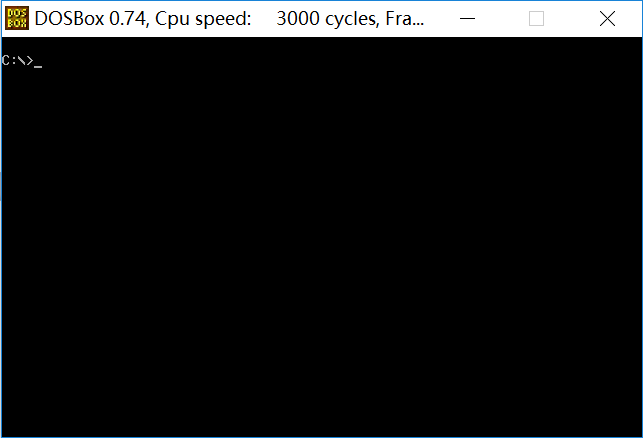 DOS
BOX
DOSBox 0.74, Cpu speed: 3000 cycles, Fra...
C:\>_